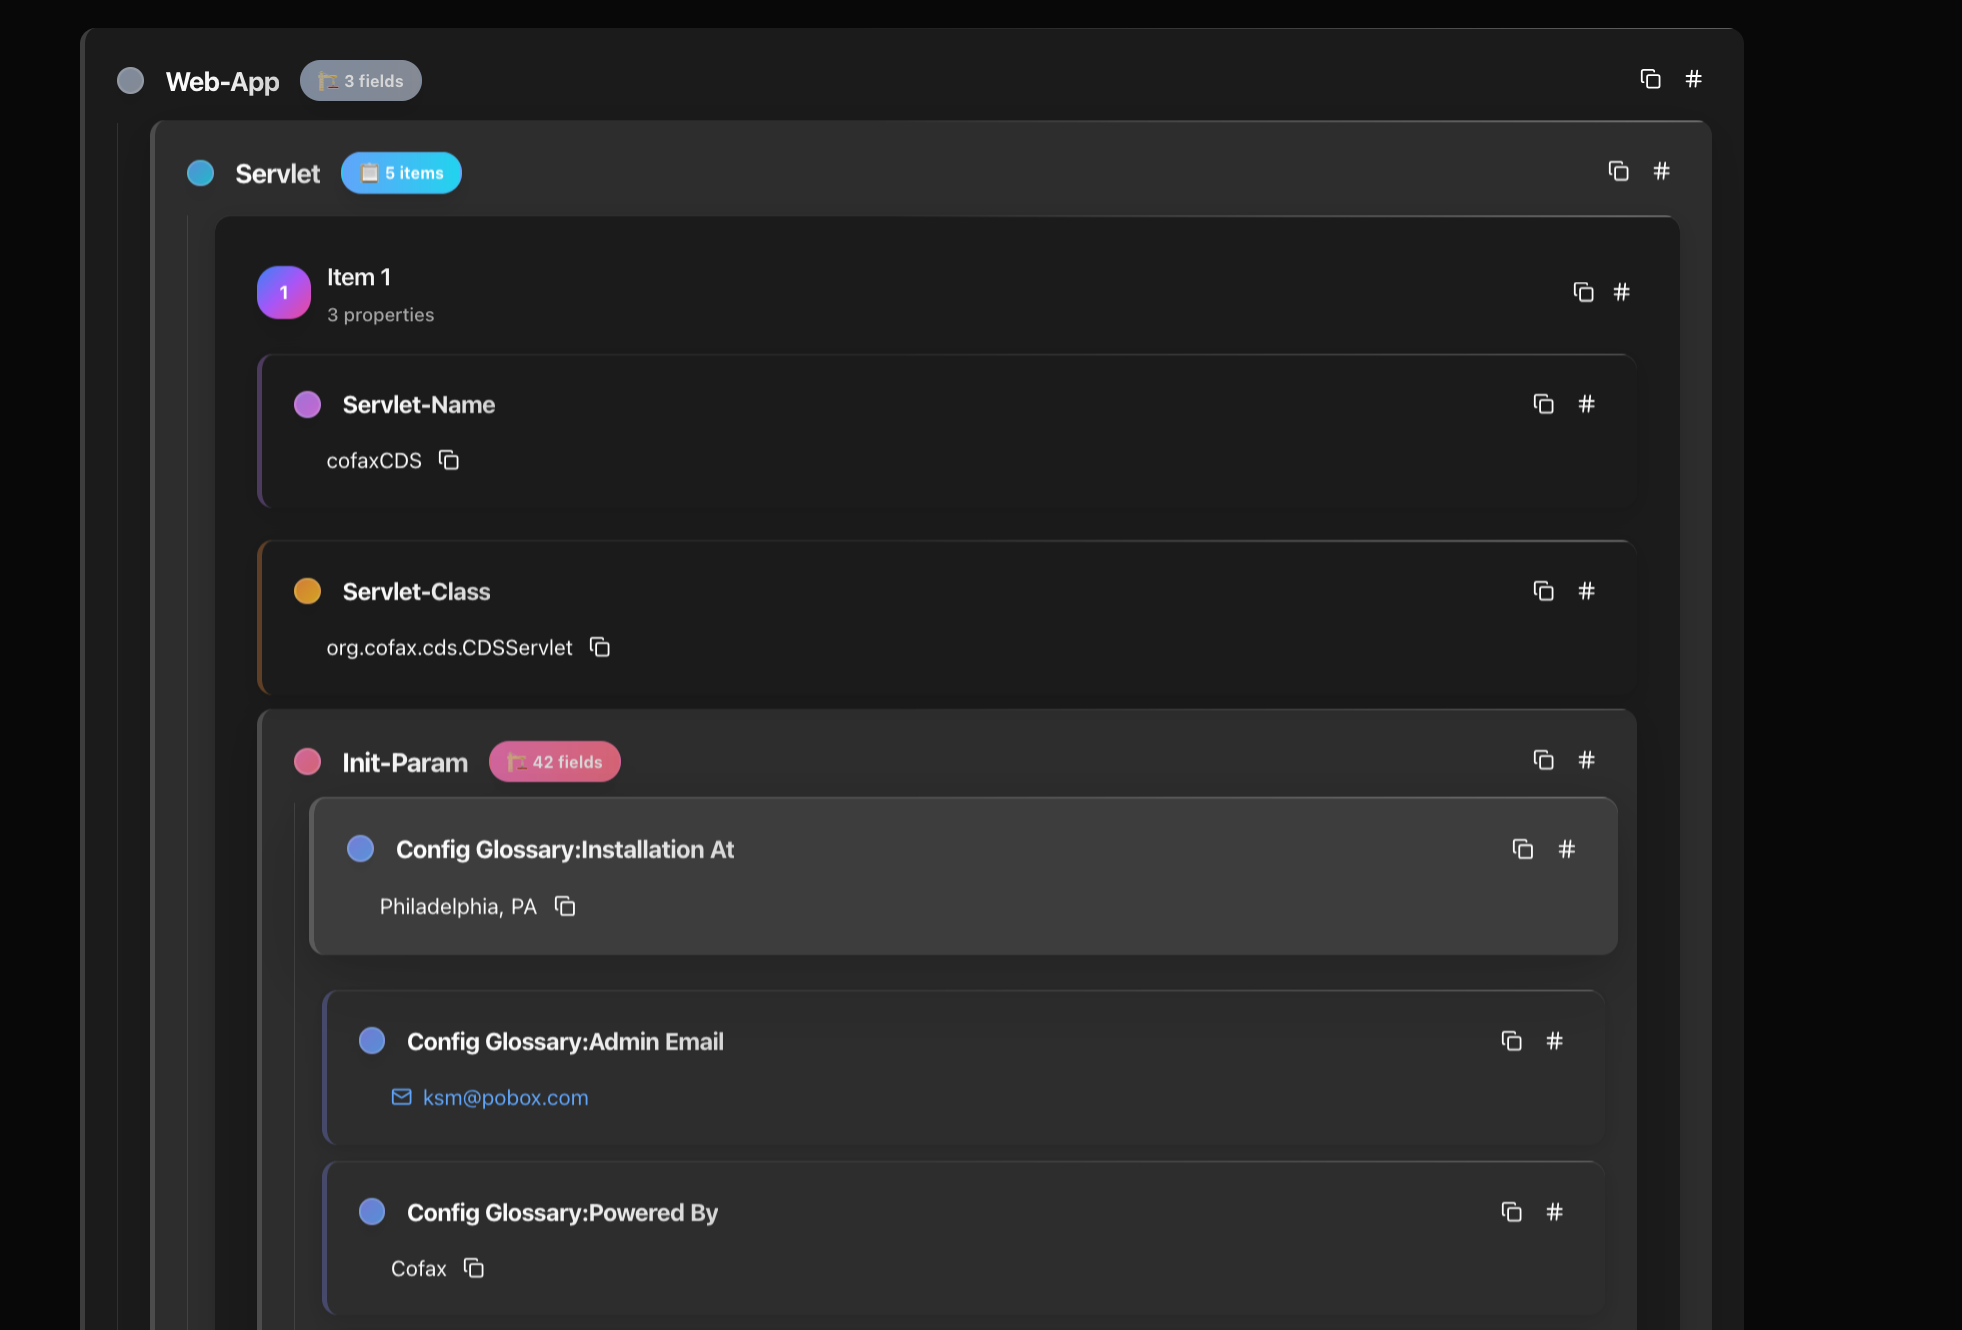 Web-App 3 fields
Servlet 5 items
1 Item 1
3 properties
Servlet-Name
cofaxCDS
Servlet-Class
org.cofax.cds.CDSServlet
Init-Param 42 fields
Config Glossary:Installation At
Philadelphia, PA
Config Glossary:Admin Email
ksm@pobox.com
Config Glossary:Powered By
Cofax